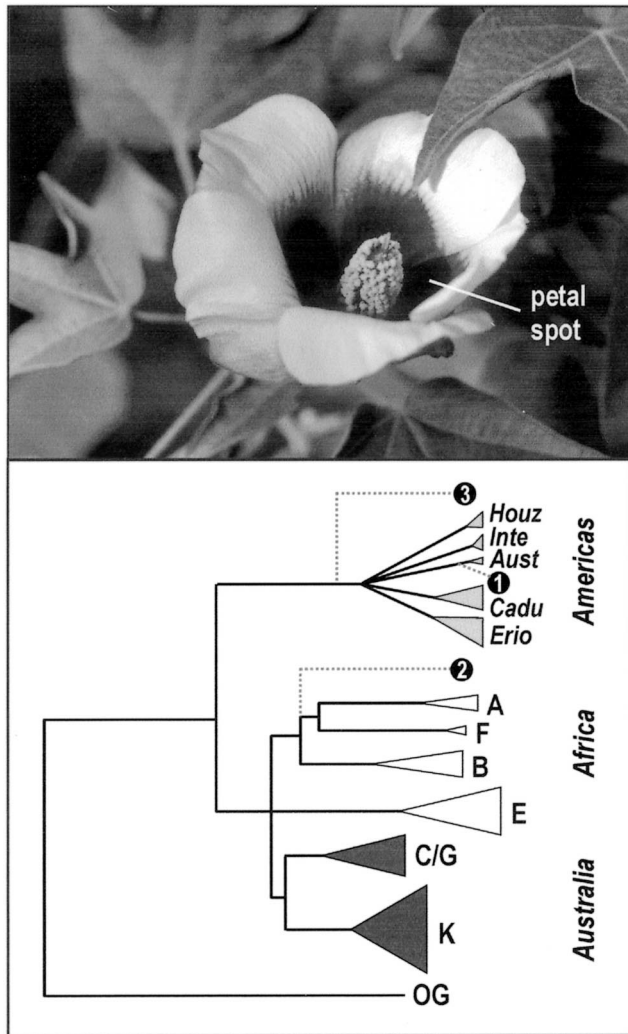 petal
spot
3
Houz
Inte
Aust
1
Cadu
Erio
Americas
2
A
F
B
E
Africa
C/G
K
Australia
OG